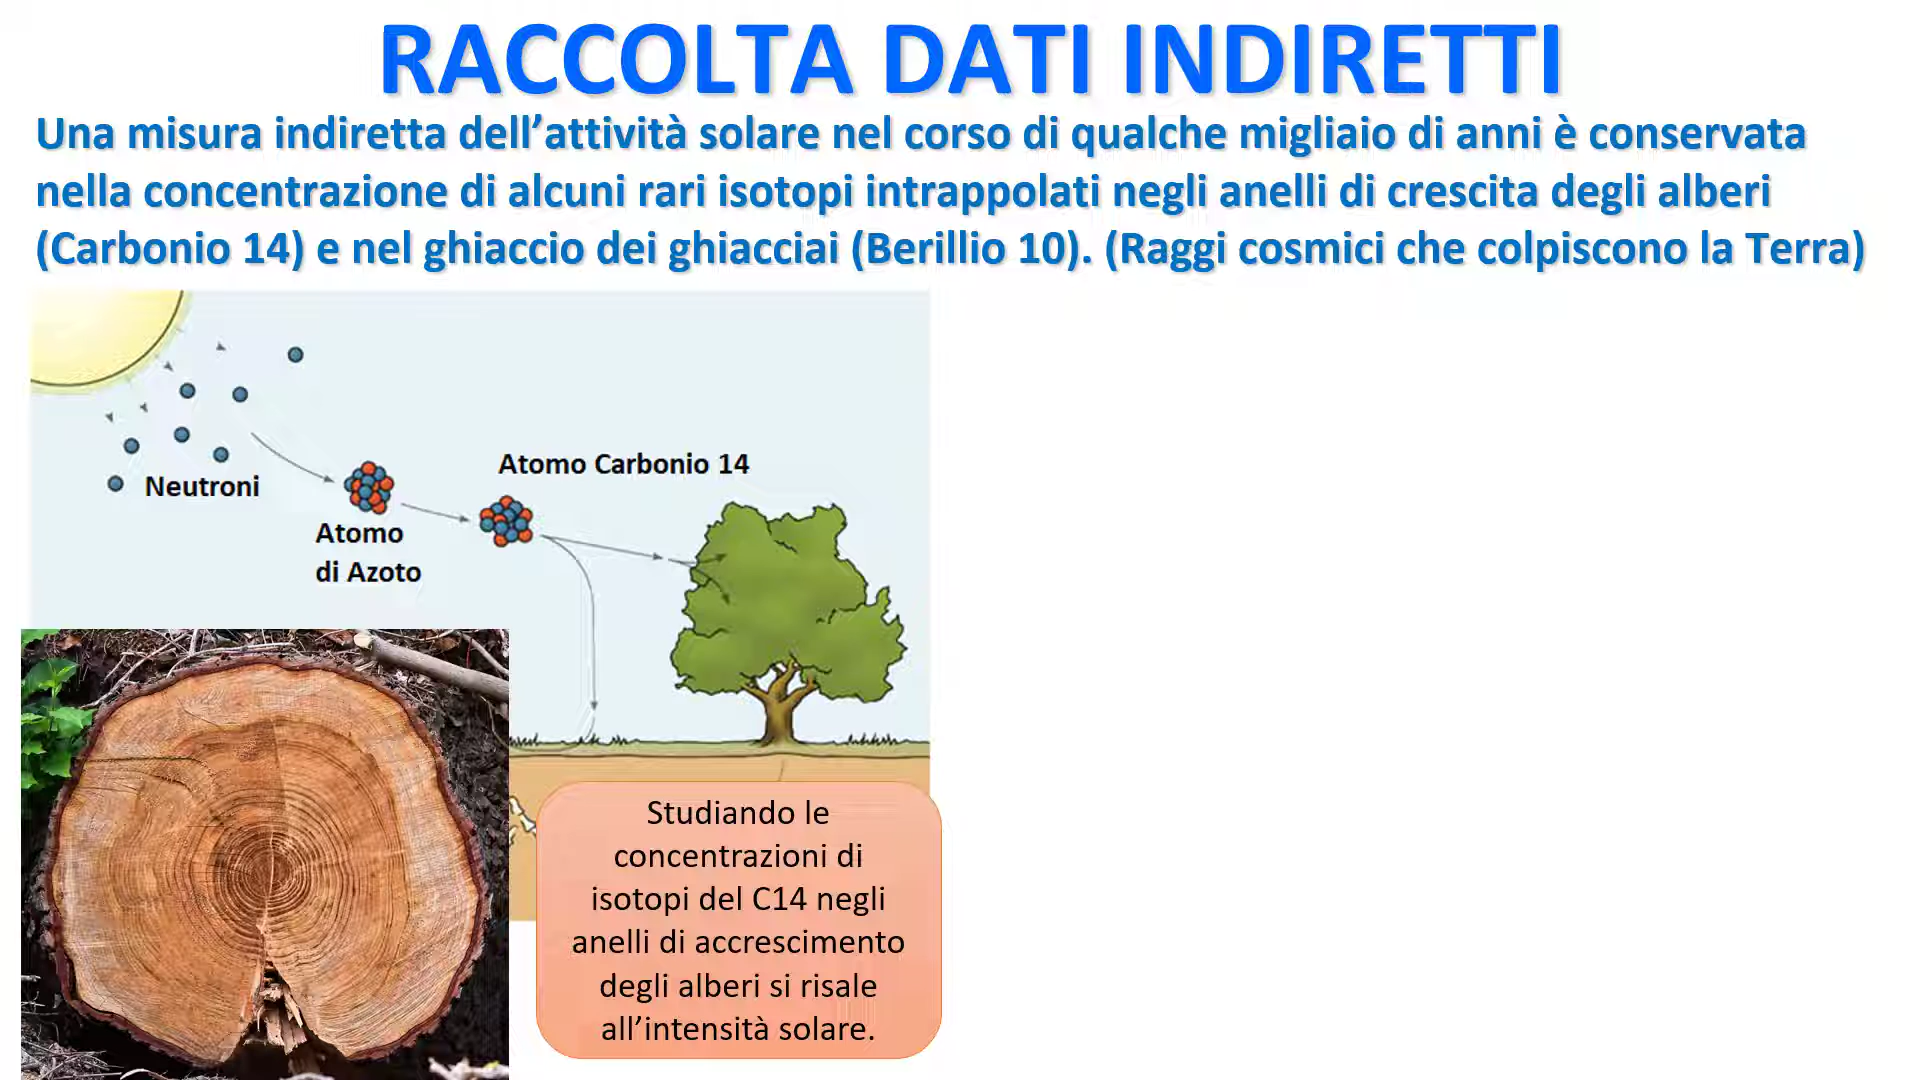 RACCOLTA DATI INDIRETTI
Una misura indiretta dell’attività solare nel corso di qualche migliaio di anni è conservata
nella concentrazione di alcuni rari isotopi intrappolati negli anelli di crescita degli alberi
(Carbonio 14) e nel ghiaccio dei ghiacciai (Berillio 10). (Raggi cosmici che colpiscono la Terra)
Neutroni
Atomo
di Azoto
Atomo Carbonio 14
Studiando le
concentrazioni di
isotopi del C14 negli
anelli di accrescimento
degli alberi si risale
all’intensità solare.